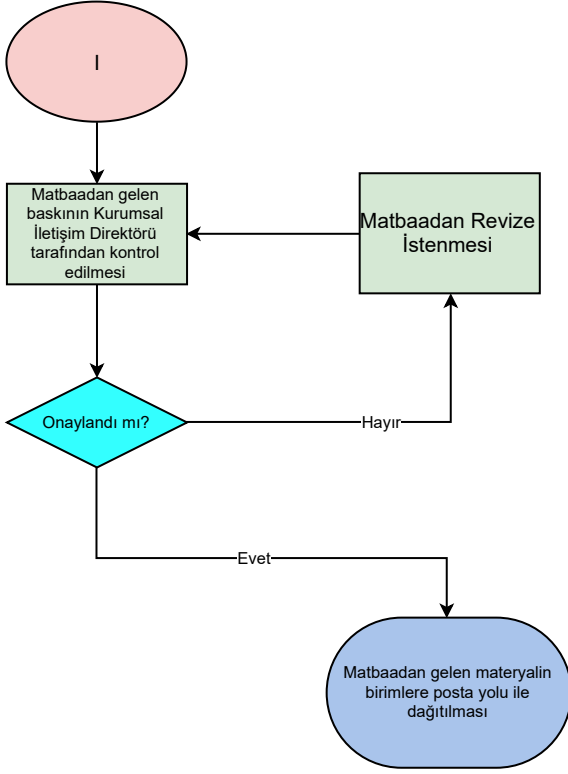 I
Matbaadan gelen
baskının Kurumsal
İletişim Direktörü
tarafından kontrol
edilmesi
Matbaadan Revize
İstenmesi
Onaylandı mı?
Hayır
Evet
Matbaadan gelen materyalin
birimlere posta yolu ile
dağıtılması